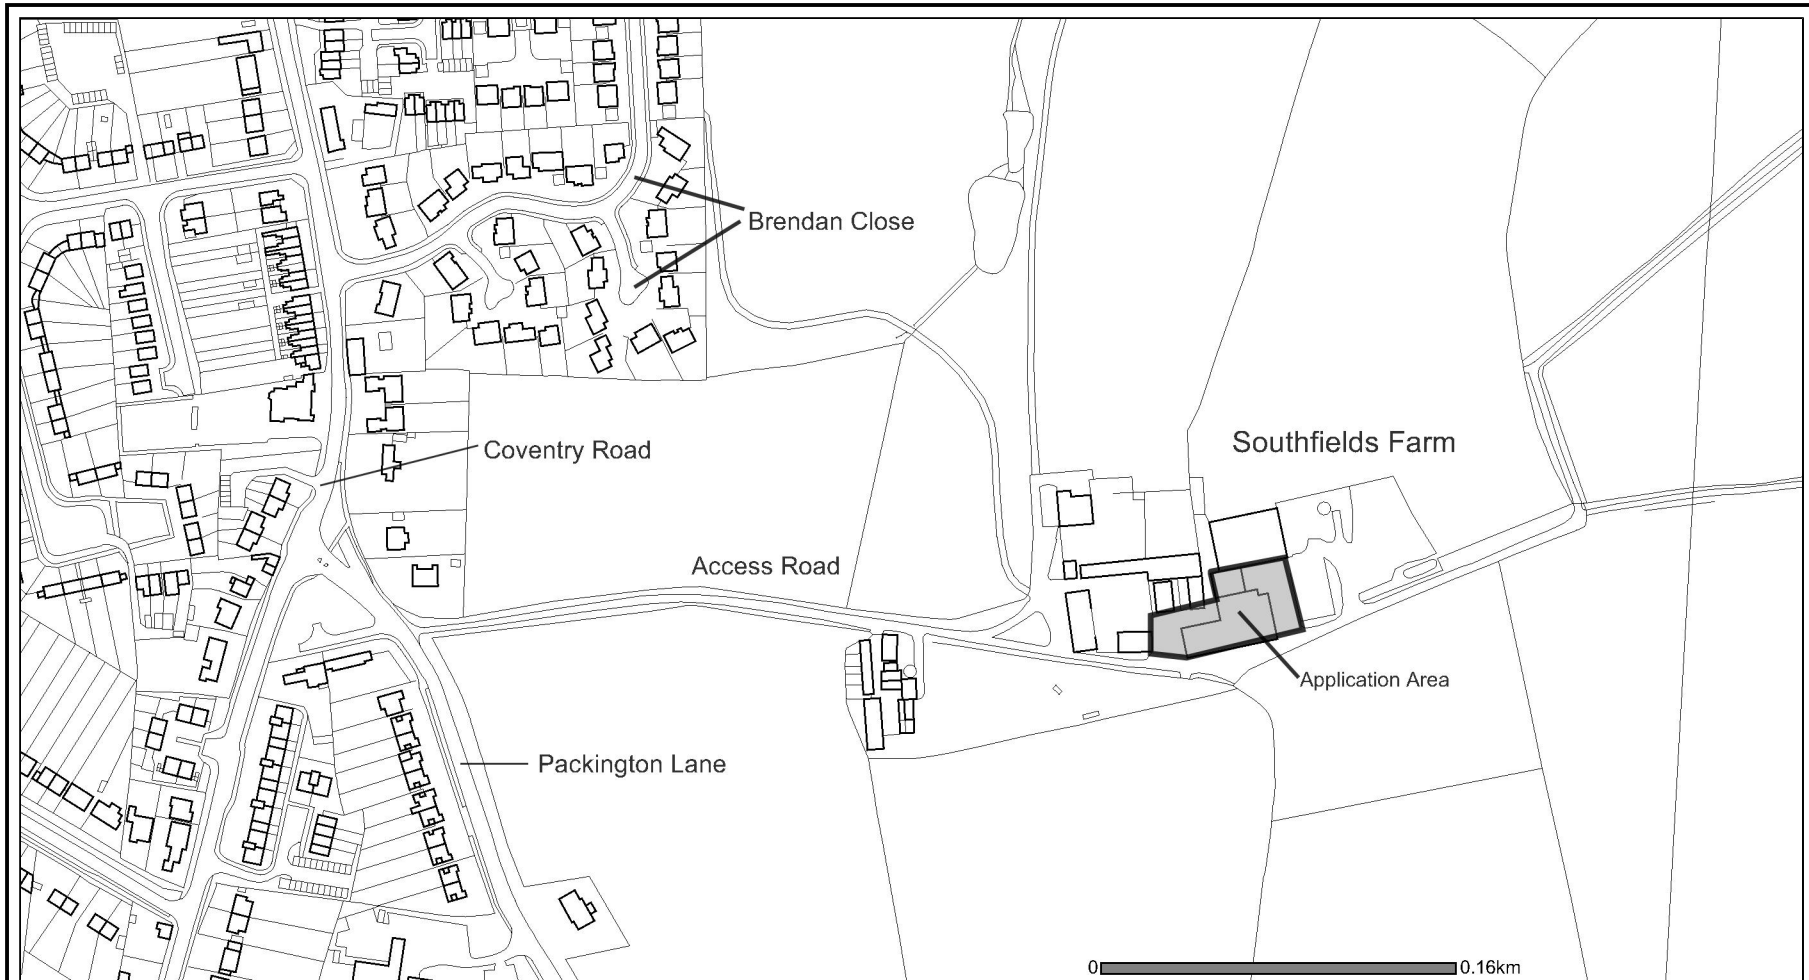 Brendan Close
Southfields Farm
Coventry Road
Access Road
Application Area
Packington Lane
0 0.16km